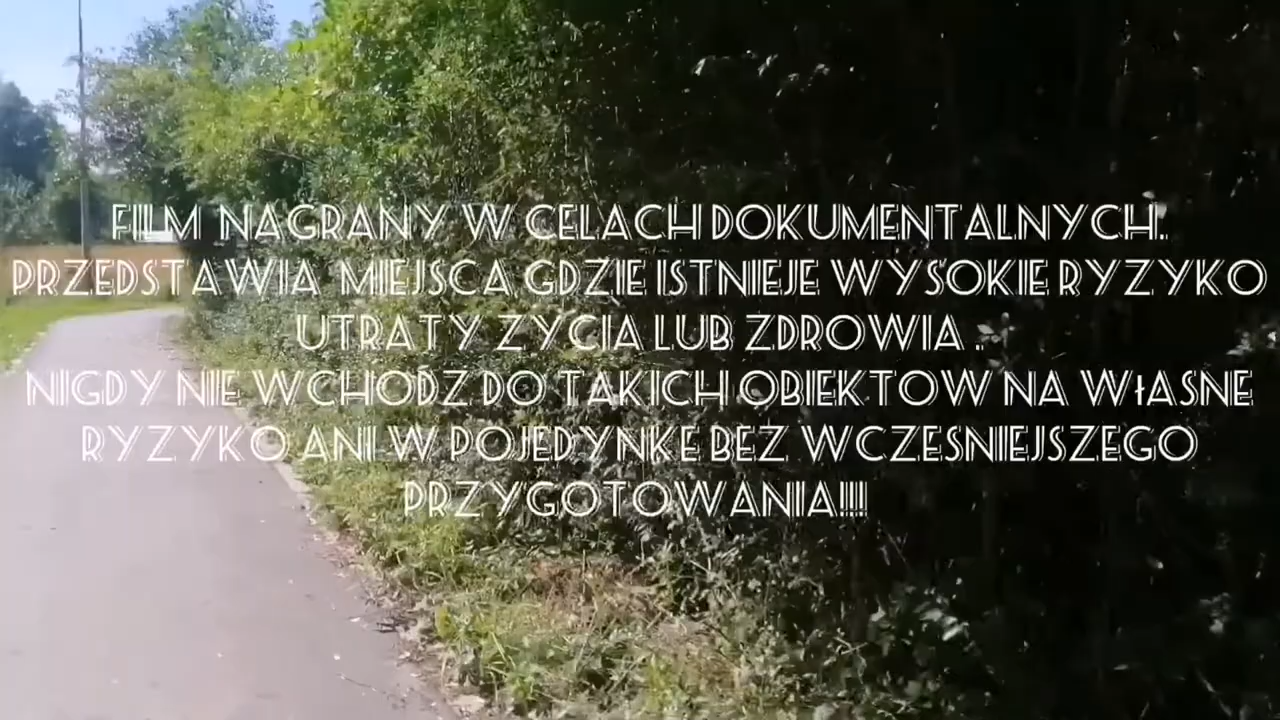 FILM NAGRANY W CELACH DOKUMENTALNYCH..
PRZEDSTAWIA MIEJSCA GDZIE ISTNIEJE WYSOKIE RYZYKO
UTRATY ZYCIA LUB ZDROWIA ..
NIGDY NIE WCHODZ DO TAKICH OBIEKTOW NA WłASNE
RYZYKO ANI W POJEDYNKE BEZ WCZESNIEJSZEGO
PRZYGOTOWANIA!!!!